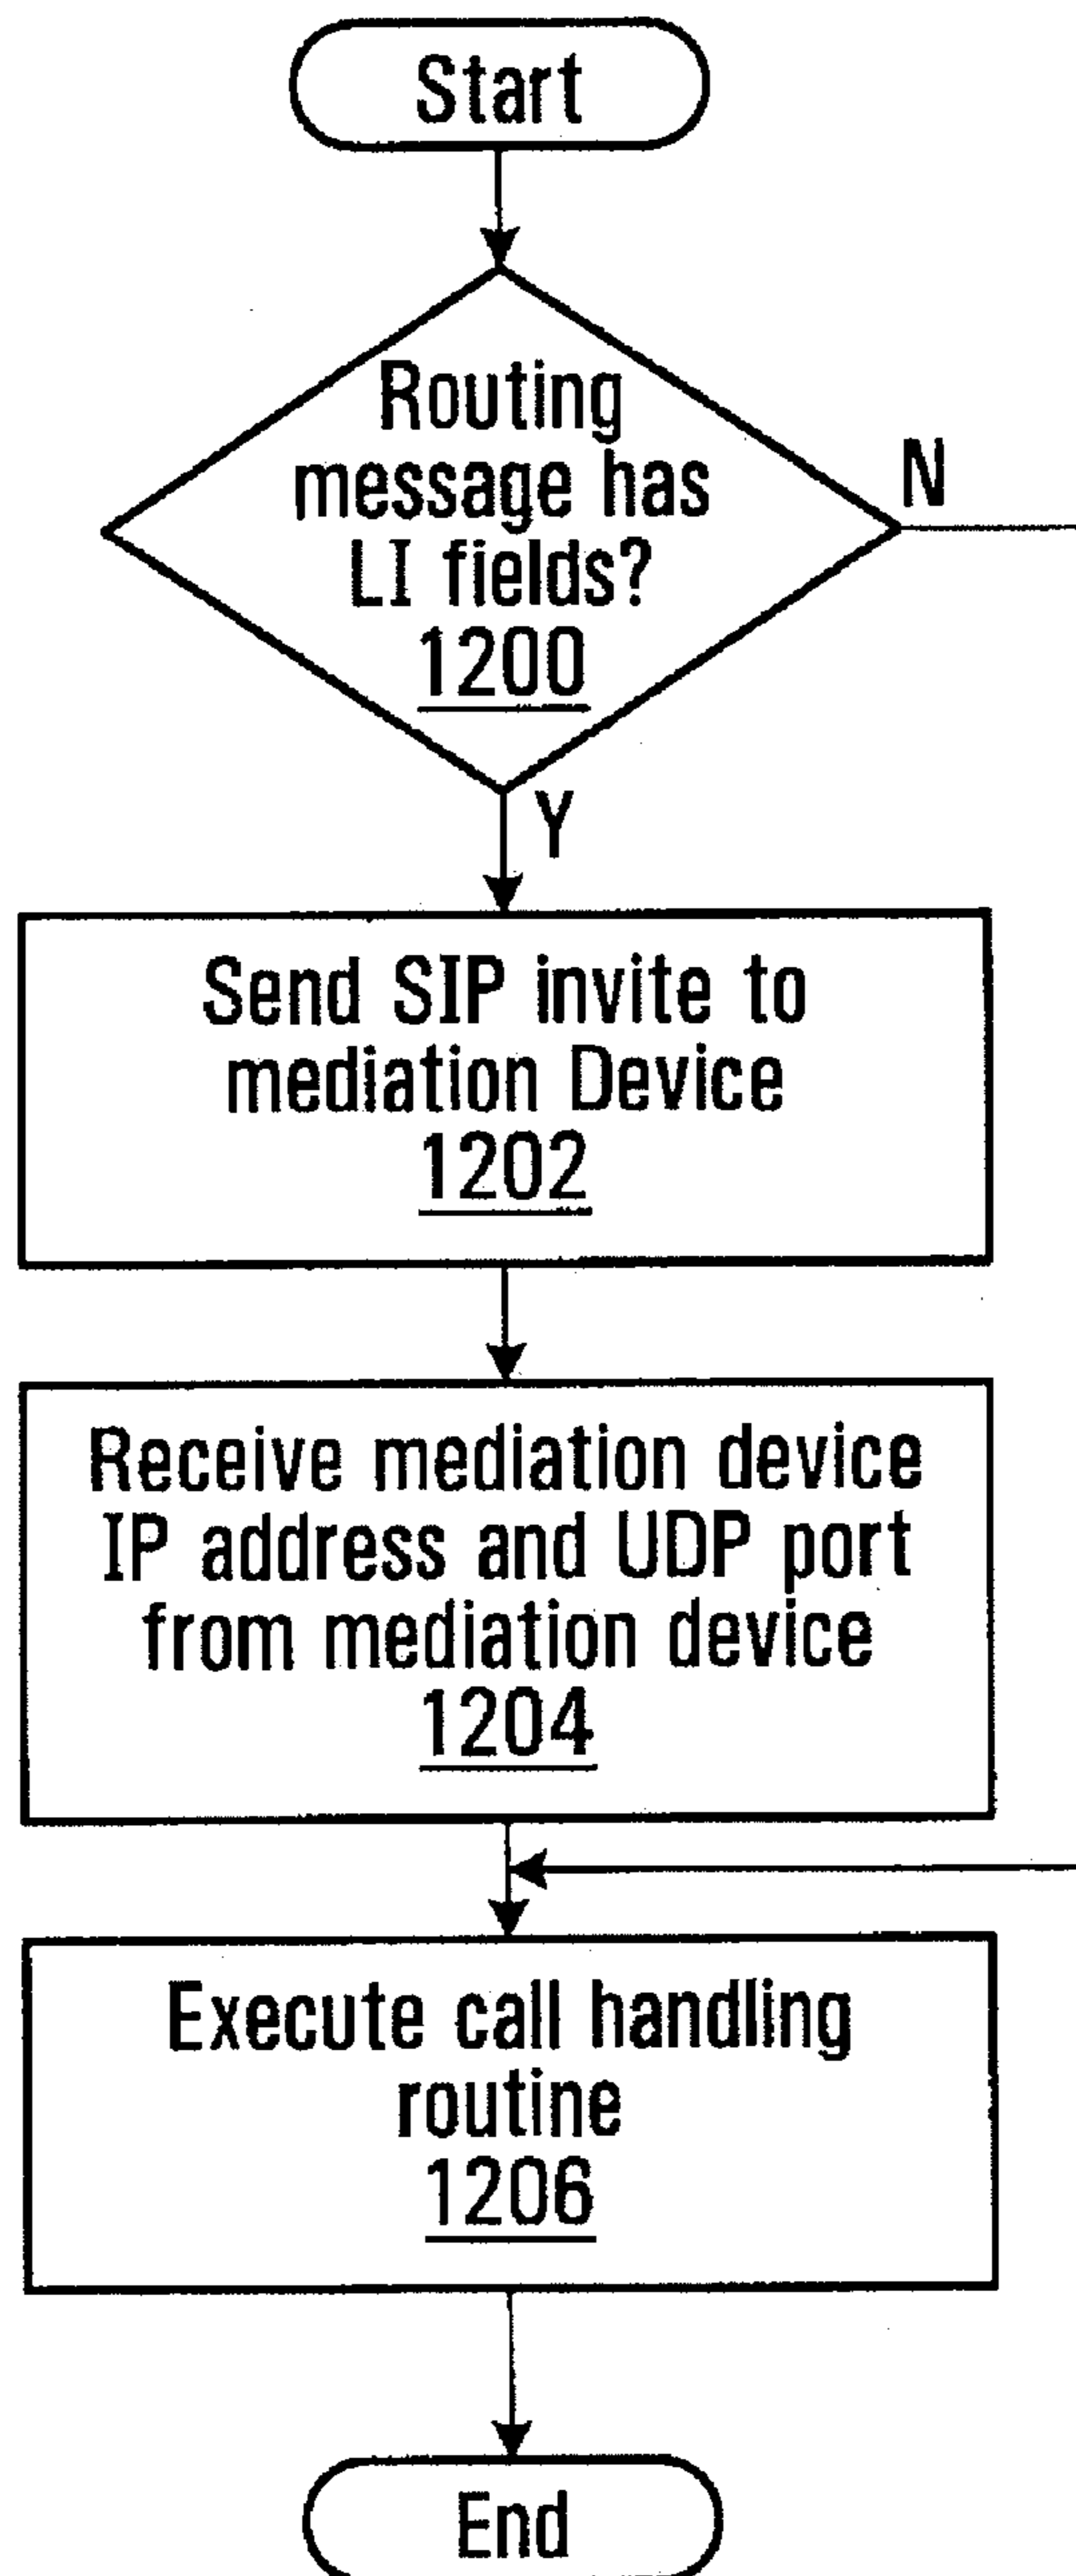 Start
Routing
message has
LI fields?
1200
N
Y
Send SIP invite to
mediation Device
1202
Receive mediation device
IP address and UDP port
from mediation device
1204
Execute call handling
routine
1206
End